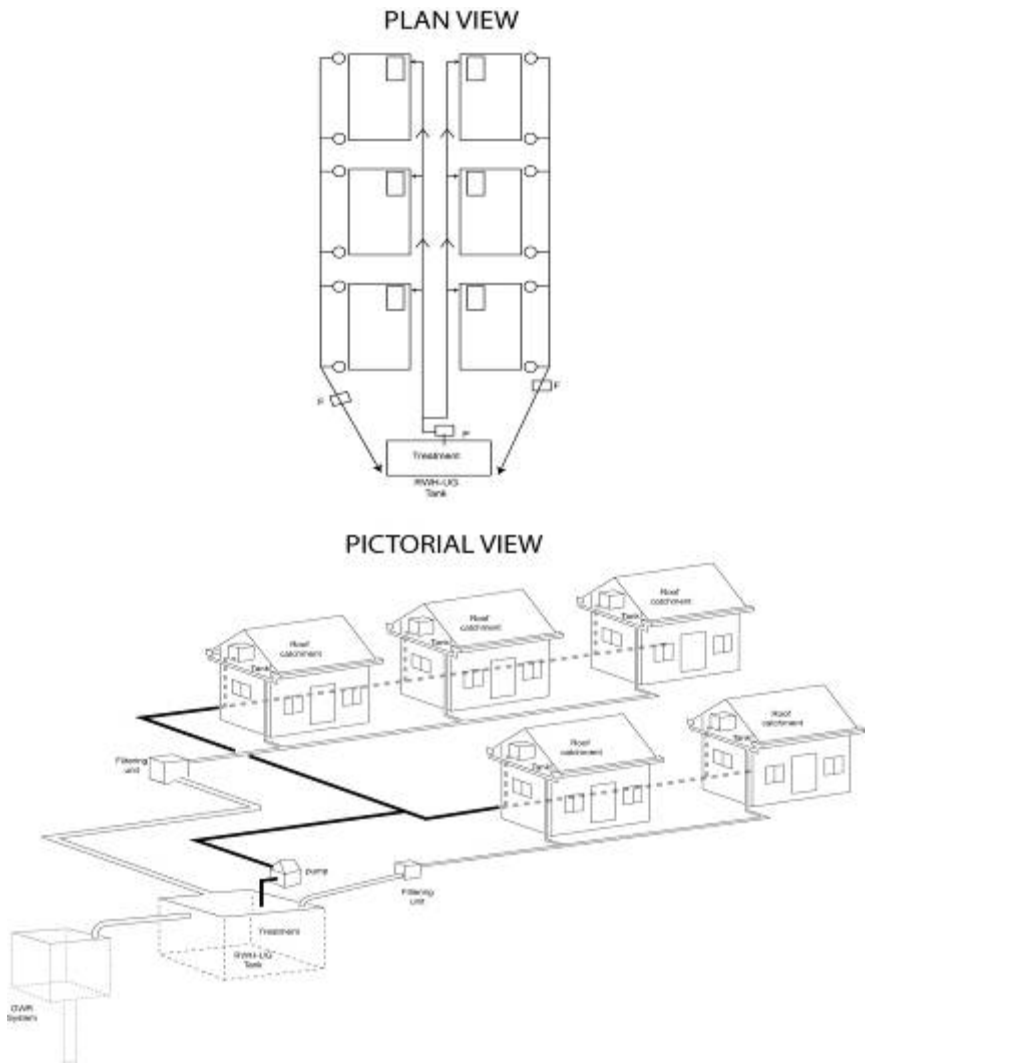 PLAN VIEW
F
F
P
Treatment
RWH-UG
Tank
PICTORIAL VIEW
Roof
catchment
Tank
Roof
catchment
Tank
Roof
catchment
Tank
Roof
catchment
Tank
Roof
catchment
Tank
Filtering
unit
pump
Filtering
unit
Treatment
RWH-UG
Tank
GWR
System